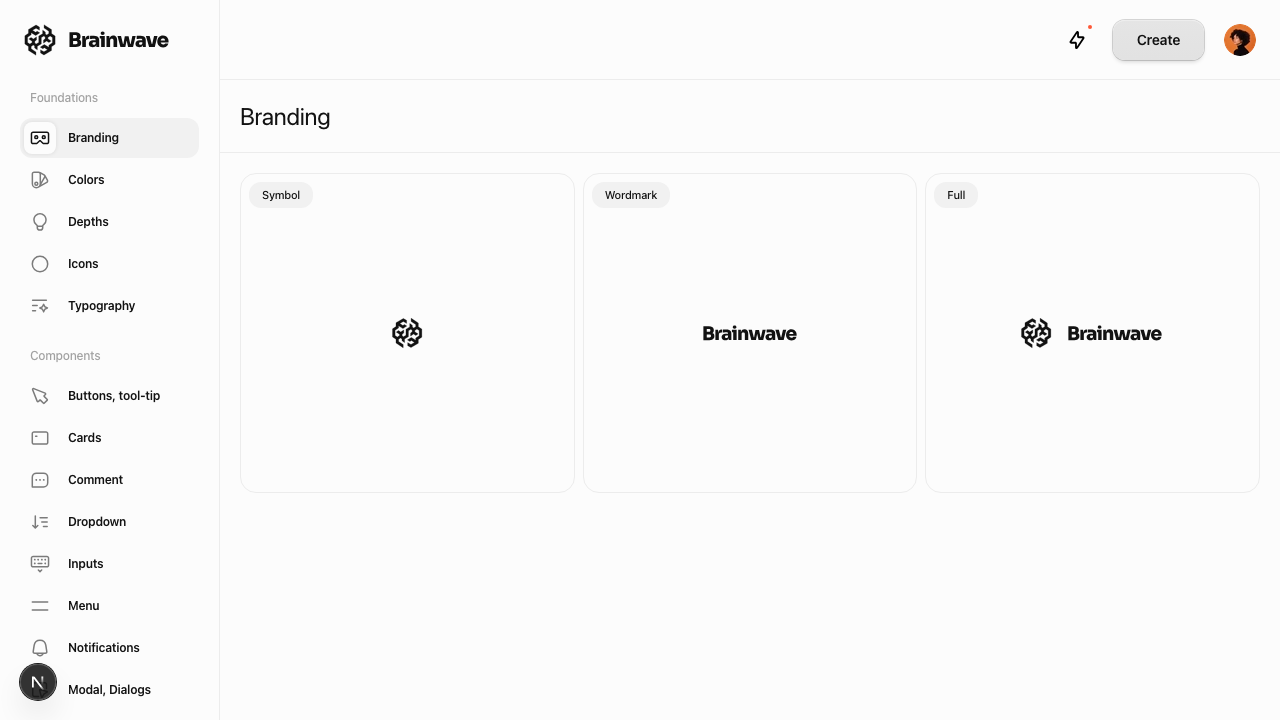 Brainwave
Foundations
Branding
Colors
Depths
Icons
Typography
Components
Buttons, tool-tip
Cards
Comment
Dropdown
Inputs
Menu
Notifications
Modal, Dialogs
N
Create
Branding
Symbol
Wordmark
Brainwave
Full
Brainwave